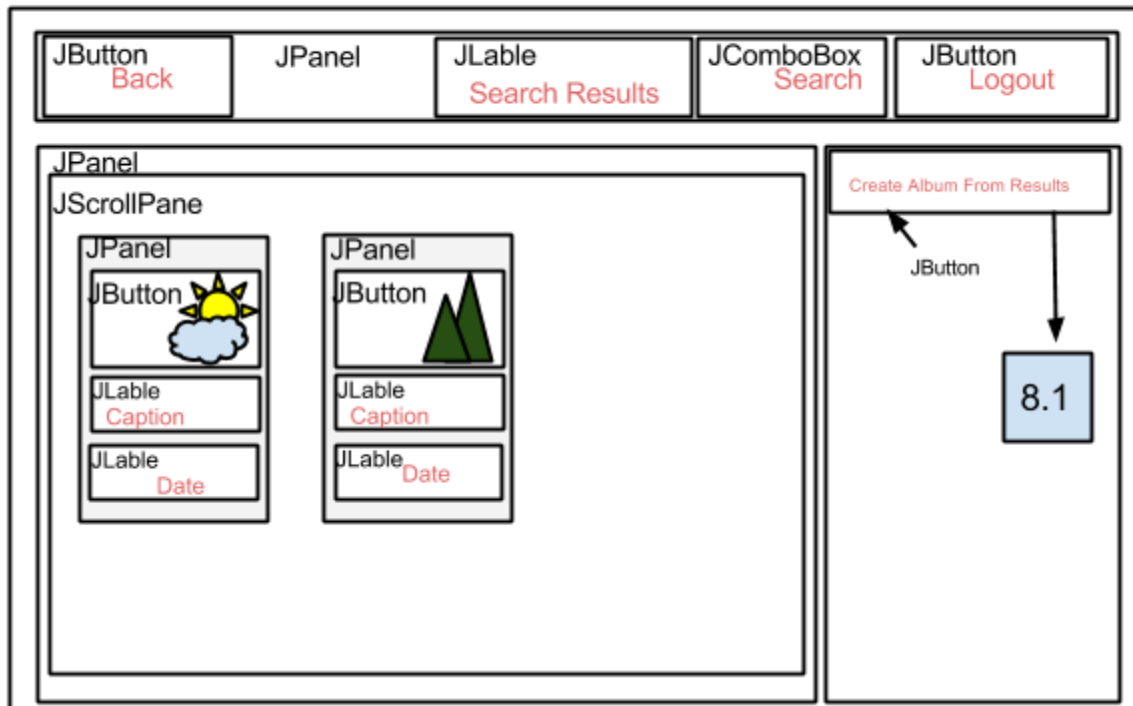 JButton
Back
JPanel
JLable
Search Results
JComboBox
Search
JButton
Logout
JPanel
JScrollPane
JPanel
JButton
JLable
Caption
JLable
Date
JPanel
JButton
JLable
Caption
JLable
Date
Create Album From Results
JButton
8.1